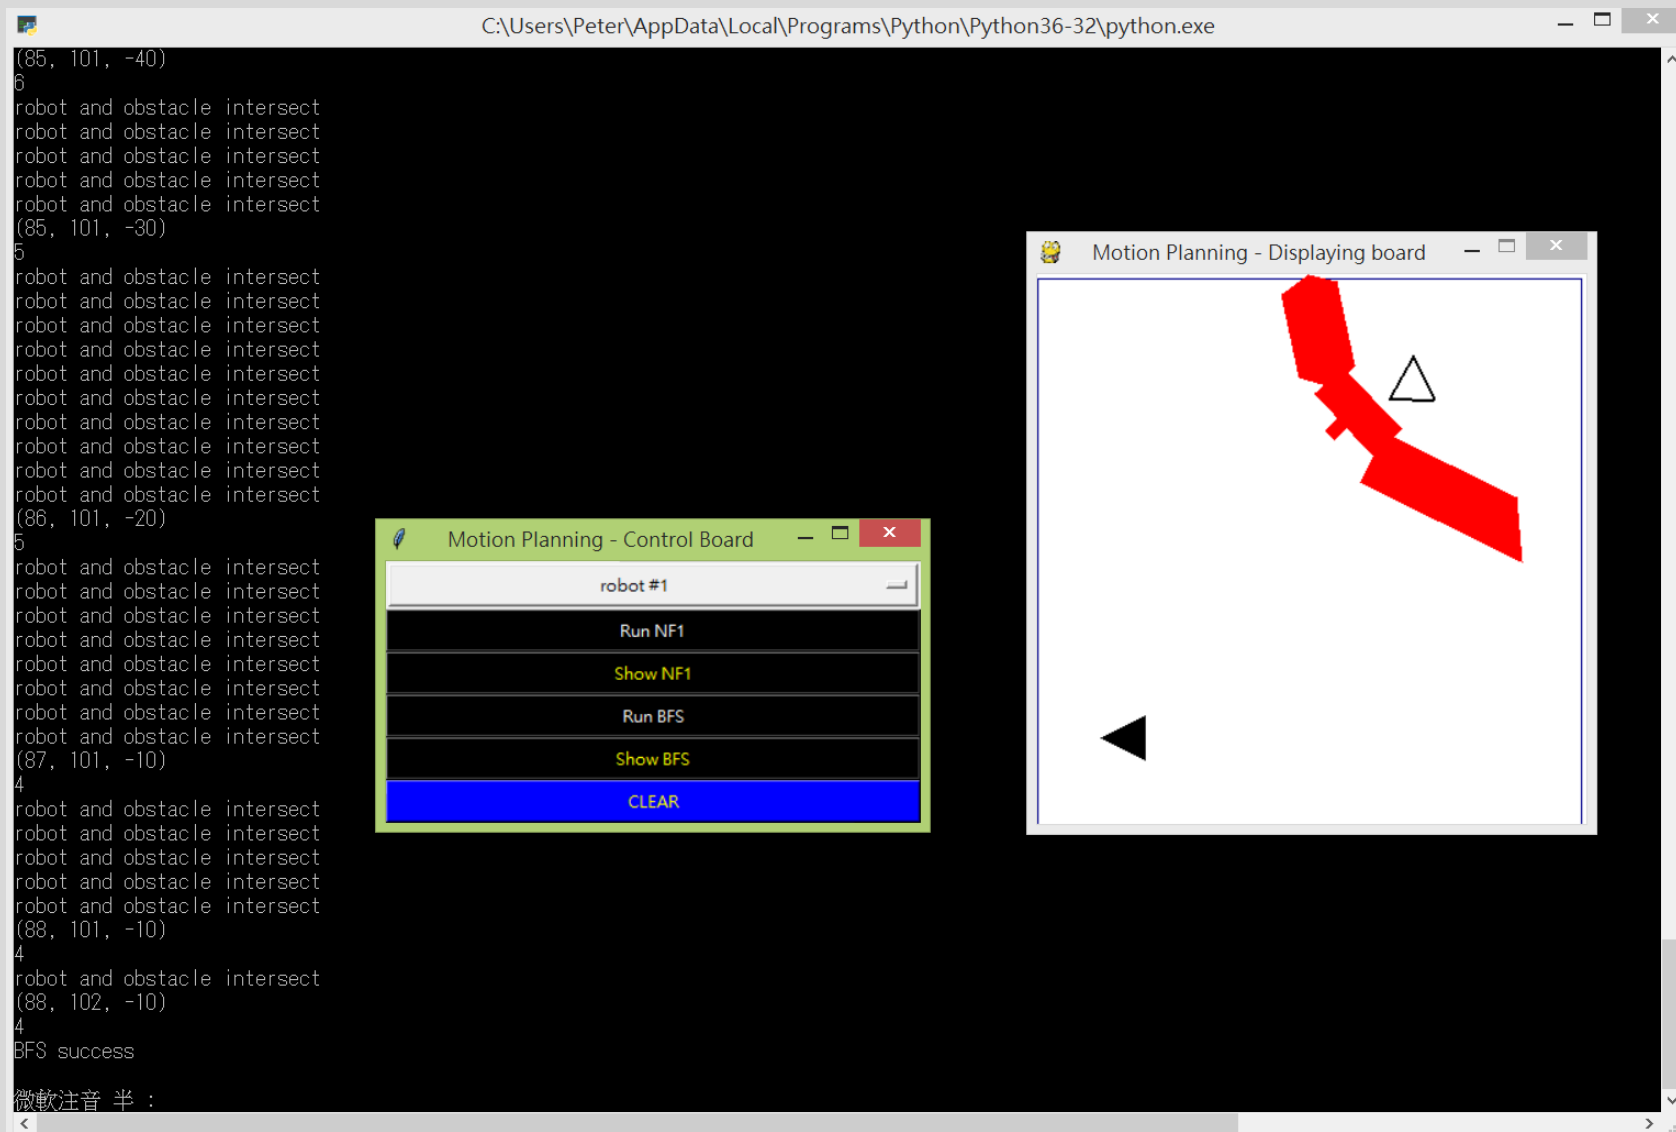 C:\Users\Peter\AppData\Local\Programs\Python\Python36-32\python.exe
(85, 101, -40)
6
robot and obstacle intersect
robot and obstacle intersect
robot and obstacle intersect
robot and obstacle intersect
robot and obstacle intersect
(85, 101, -30)
5
robot and obstacle intersect
robot and obstacle intersect
robot and obstacle intersect
robot and obstacle intersect
robot and obstacle intersect
robot and obstacle intersect
robot and obstacle intersect
robot and obstacle intersect
robot and obstacle intersect
robot and obstacle intersect
(86, 101, -20)
5
robot and obstacle intersect
robot and obstacle intersect
robot and obstacle intersect
robot and obstacle intersect
robot and obstacle intersect
robot and obstacle intersect
robot and obstacle intersect
robot and obstacle intersect
(87, 101, -10)
4
robot and obstacle intersect
robot and obstacle intersect
robot and obstacle intersect
robot and obstacle intersect
robot and obstacle intersect
(88, 101, -10)
4
robot and obstacle intersect
(88, 102, -10)
4
BFS success
微軟注音 半 :
Motion Planning - Control Board
robot #1
Run NF1
Show NF1
Run BFS
Show BFS
CLEAR
Motion Planning - Displaying board